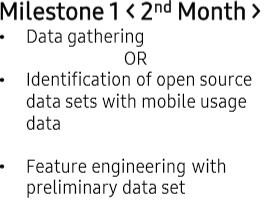 Milestone 1 < 2nd Month >
• Data gathering
OR
• Identification of open source
data sets with mobile usage
data
• Feature engineering with
preliminary data set